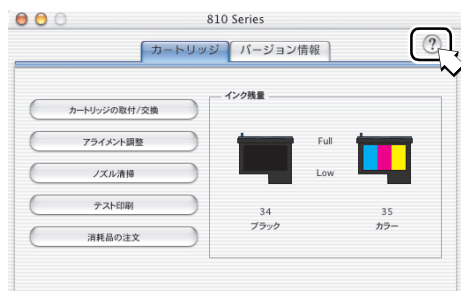 810 Series
カートリッジ バージョン情報
?
インク残量
カートリッジの取付/交換
アライメント調整
ノズル清掃
テスト印刷
消耗品の注文
Full
Low
34
ブラック
35
カラー